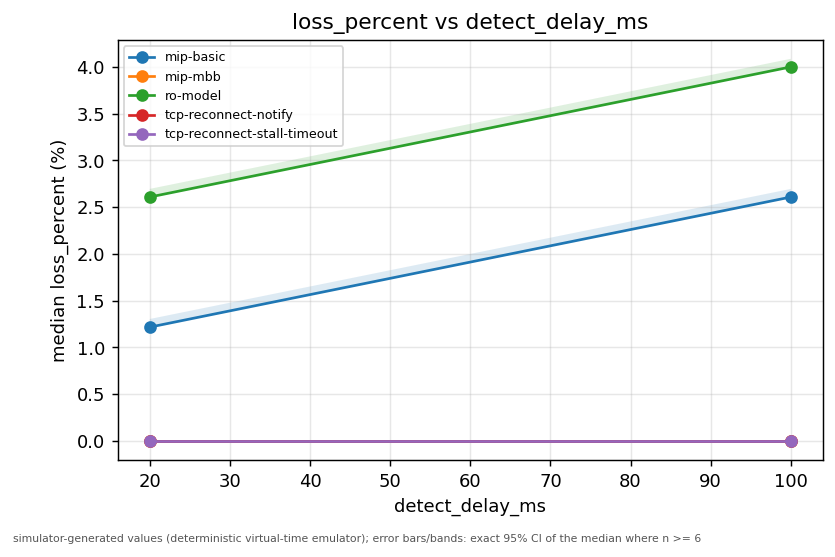 loss_percent vs detect_delay_ms
mip-basic
mip-mbb
ro-model
tcp-reconnect-notify
tcp-reconnect-stall-timeout
median loss_percent (%)
4.0
3.5
3.0
2.5
2.0
1.5
1.0
0.5
0.0
20 30 40 50 60 70 80 90 100
detect_delay_ms
simulator-generated values (deterministic virtual-time emulator); error bars/bands: exact 95% CI of the median where n >= 6